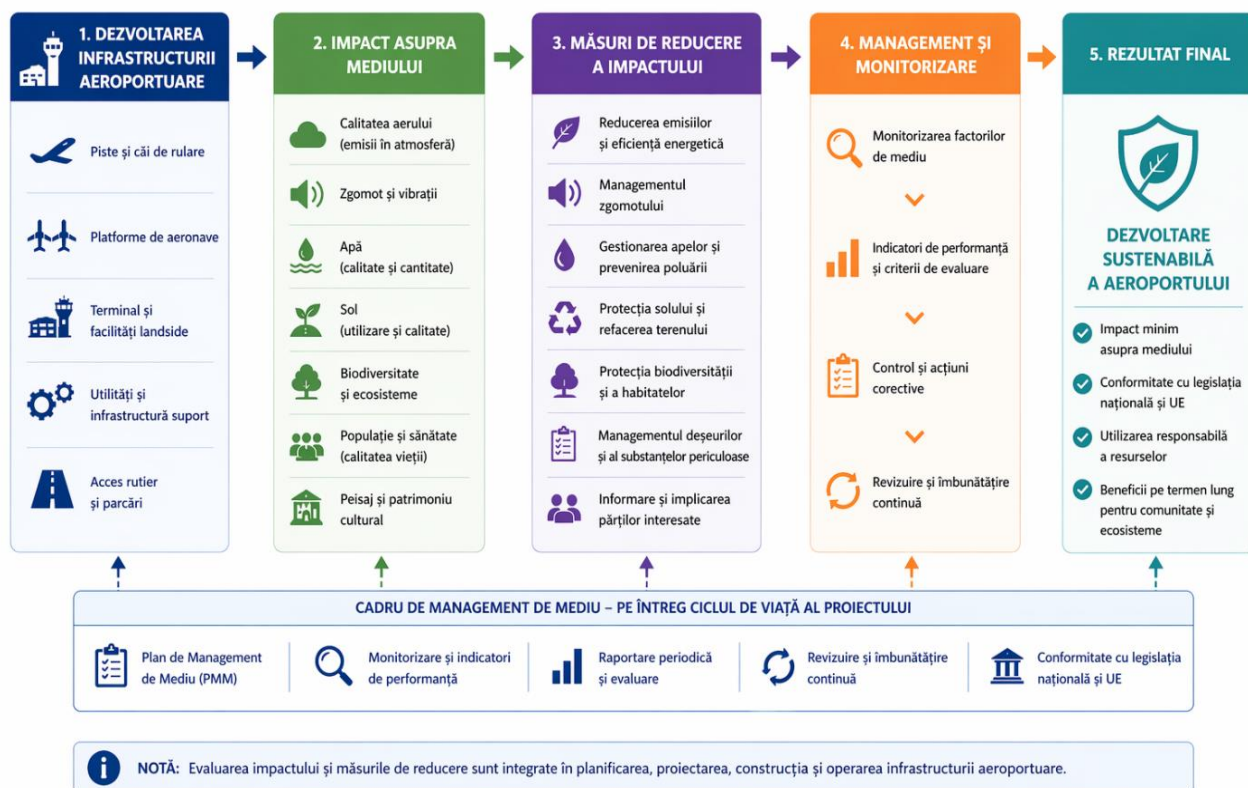 1. DEZVOLTAREA
INFRASTRUCTURII
AEROPORTUARE
Piste și căi de rulare
Platforme de aeronave
Terminal și
facilități landside
Utilități și
infrastructură suport
Acces rutier
și parcări
2. IMPACT ASUPRA
MEDIULUI
Calitatea aerului
(emisii în atmosferă)
Zgomot și vibrații
Apă
(calitate și cantitate)
Sol
(utilizare și calitate)
Biodiversitate
și ecosisteme
Populație și sănătate
(calitatea vieții)
Peisaj și patrimoniu
cultural
3. MĂSURI DE REDUCERE
A IMPACTULUI
Reducerea emisiilor
și eficiență energetică
Managementul
zgomotului
Gestionarea apelor și
prevenirea poluării
Protecția solului și
refacerea terenului
Protecția biodiversității
și a habitatelor
Managementul deșeurilor
și al substanțelor periculoase
Informare și implicarea
părților interesate
4. MANAGEMENT ȘI
MONITORIZARE
Monitorizarea factorilor
de mediu
Indicatori de performanță
și criterii de evaluare
Control și acțiuni
corective
Revizuire și îmbunătățire
continuă
5. REZULTAT FINAL
DEZVOLTARE
SUSTENABILĂ
A AEROPORTULUI
Impact minim
asupra mediului
Conformitate cu legislația
națională și UE
Utilizarea responsabilă
a resurselor
Beneficii pe termen lung
pentru comunitate și
ecosisteme
CADRU DE MANAGEMENT DE MEDIU – PE ÎNTREG CICLUL DE VIAȚĂ AL PROIECTULUI
Plan de Management
de Mediu (PMM)
Monitorizare și indicatori
de performanță
Raportare periodică
și evaluare
Revizuire și îmbunătățire
continuă
Conformitate cu legislația
națională și UE
NOTĂ: Evaluarea impactului și măsurile de reducere sunt integrate în planificarea, proiectarea, construcția și operarea infrastructurii aeroportuare.